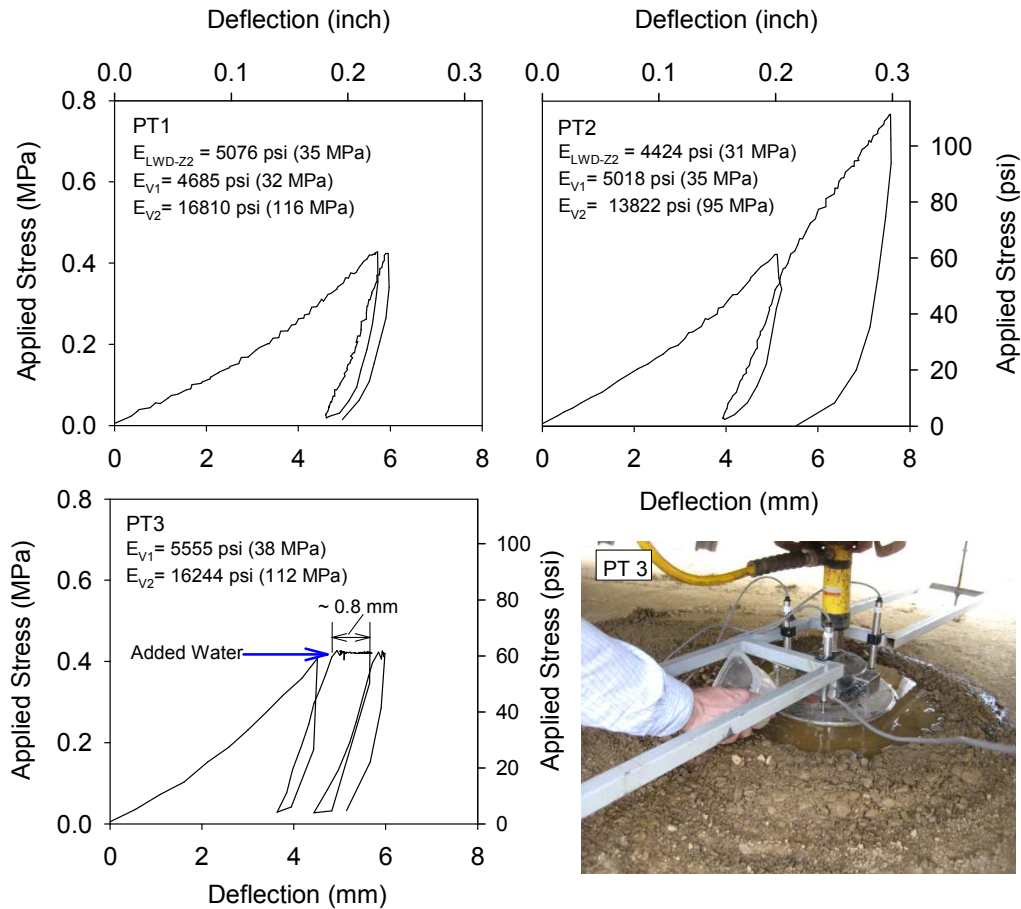 Deflection (inch)
0.0 0.1 0.2 0.3
Applied Stress (MPa)
0.8
0.6
0.4
0.2
0.0
PT1
E_LWD-Z2 = 5076 psi (35 MPa)
E_V1= 4685 psi (32 MPa)
E_V2= 16810 psi (116 MPa)
0 2 4 6 8
Deflection (inch)
0.0 0.1 0.2 0.3
PT2
E_LWD-Z2 = 4424 psi (31 MPa)
E_V1= 5018 psi (35 MPa)
E_V2= 13822 psi (95 MPa)
100
80
60
40
20
0
Applied Stress (psi)
0 2 4 6 8
Deflection (mm)
Applied Stress (MPa)
0.8
0.6
0.4
0.2
0.0
PT3
E_V1= 5555 psi (38 MPa)
E_V2= 16244 psi (112 MPa)
~ 0.8 mm
Added Water
100
80
60
40
20
0
Applied Stress (psi)
0 2 4 6 8
Deflection (mm)
PT 3